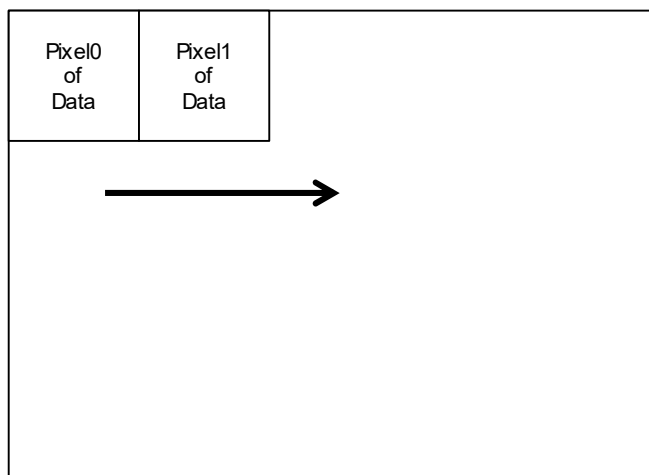 Pixel0
of
Data
Pixel1
of
Data